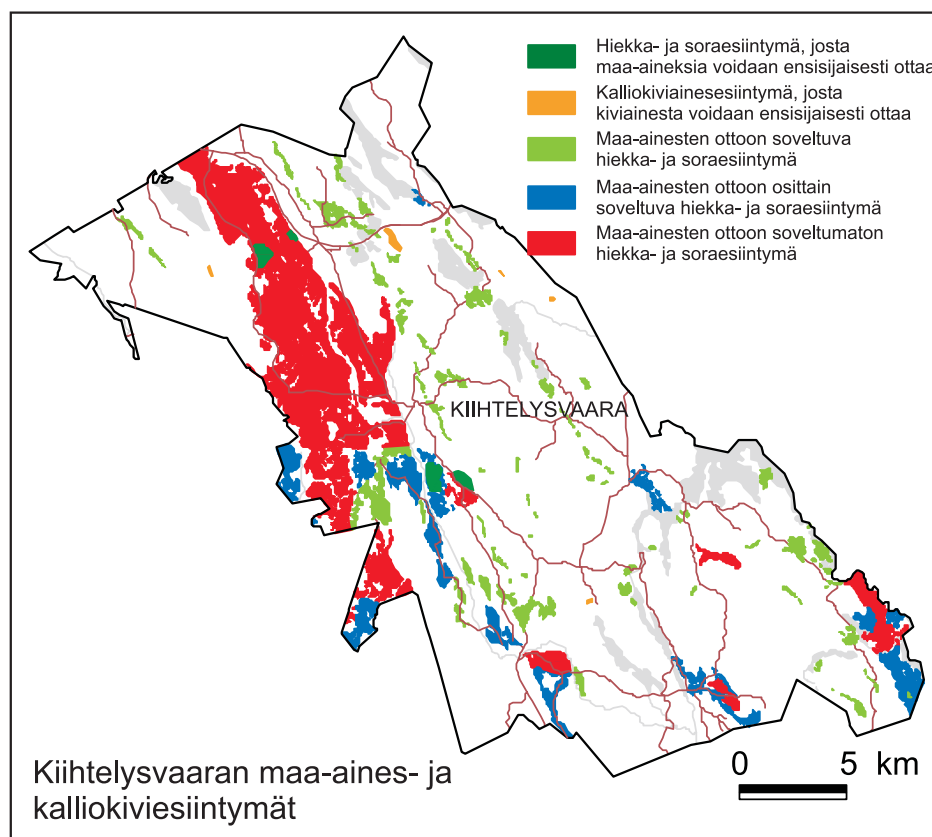 Hiekka- ja soraesiintymä, josta
maa-aineksia voidaan ensisijaisesti ottaa
Kalliokiviainesesiintymä, josta
kiviainesta voidaan ensisijaisesti ottaa
Maa-ainesten ottoon soveltuva
hiekka- ja soraesiintymä
Maa-ainesten ottoon osittain
soveltuva hiekka- ja soraesiintymä
Maa-ainesten ottoon soveltumaton
hiekka- ja soraesiintymä
KIIHTELYSVAARA
Kiihtelysvaaran maa-aines- ja
kalliokiviesiintymät
0 5 km